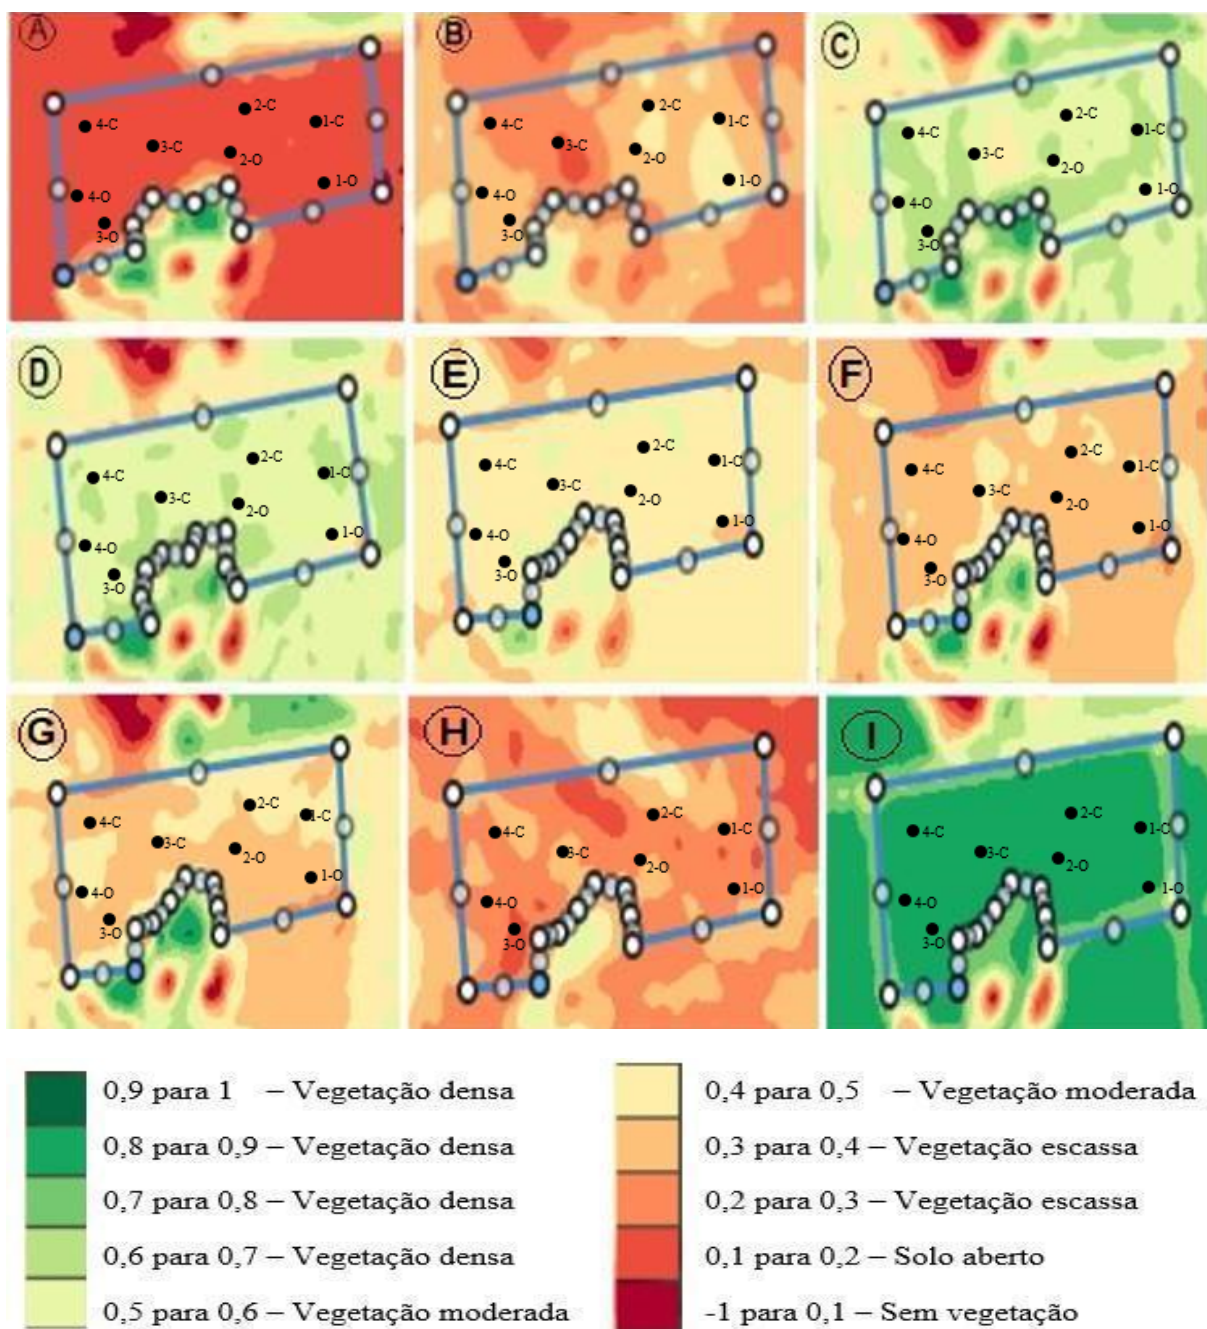 A
2-C
1-C
4-C
3-C
2-O
1-O
4-O
3-O
B
2-C
1-C
4-C
3-C
2-O
1-O
4-O
3-O
C
2-C
1-C
4-C
3-C
2-O
1-O
4-O
3-O
D
2-C
1-C
4-C
3-C
2-O
1-O
4-O
3-O
E
2-C
1-C
4-C
3-C
2-O
1-O
4-O
3-O
F
2-C
1-C
4-C
3-C
2-O
1-O
4-O
3-O
G
2-C
1-C
4-C
3-C
2-O
1-O
4-O
3-O
H
2-C
1-C
4-C
3-C
2-O
1-O
4-O
3-O
I
2-C
1-C
4-C
3-C
2-O
1-O
4-O
3-O
0,9 para 1 – Vegetação densa
0,8 para 0,9 – Vegetação densa
0,7 para 0,8 – Vegetação densa
0,6 para 0,7 – Vegetação densa
0,5 para 0,6 – Vegetação moderada
0,4 para 0,5 – Vegetação moderada
0,3 para 0,4 – Vegetação escassa
0,2 para 0,3 – Vegetação escassa
0,1 para 0,2 – Solo aberto
-1 para 0,1 – Sem vegetação